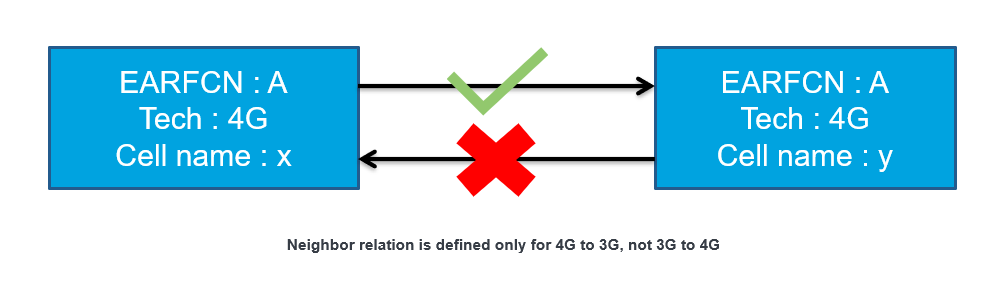 EARFCN : A
Tech : 4G
Cell name : x
EARFCN : A
Tech : 4G
Cell name : y
Neighbor relation is defined only for 4G to 3G, not 3G to 4G